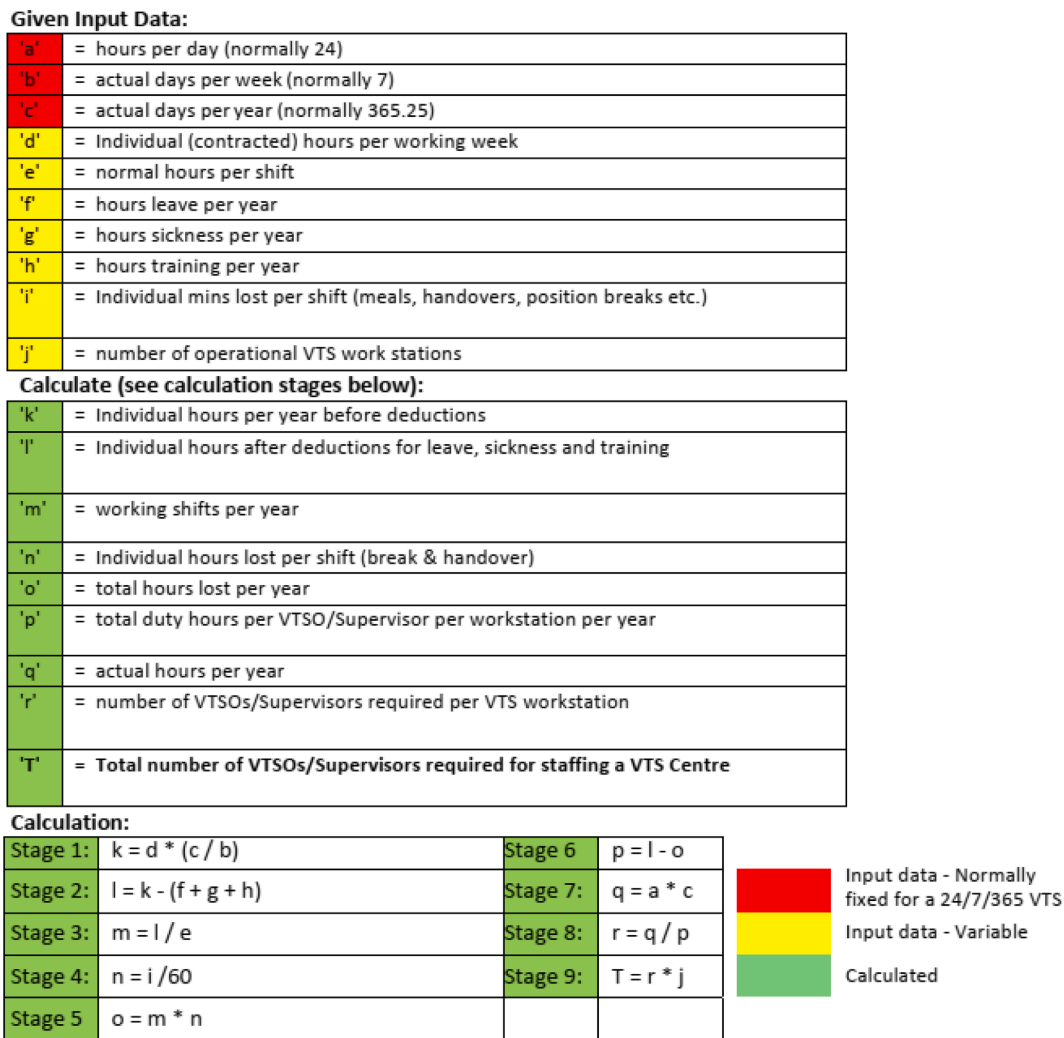 Given Input Data:
'a' = hours per day (normally 24)
'b' = actual days per week (normally 7)
'c' = actual days per year (normally 365.25)
'd' = Individual (contracted) hours per working week
'e' = normal hours per shift
'f' = hours leave per year
'g' = hours sickness per year
'h' = hours training per year
'i' = Individual mins lost per shift (meals, handovers, position breaks etc.)
'j' = number of operational VTS work stations
Calculate (see calculation stages below):
'k' = Individual hours per year before deductions
'l' = Individual hours after deductions for leave, sickness and training
'm' = working shifts per year
'n' = Individual hours lost per shift (break & handover)
'o' = total hours lost per year
'p' = total duty hours per VTSO/Supervisor per workstation per year
'q' = actual hours per year
'r' = number of VTSOs/Supervisors required per VTS workstation
'T' = Total number of VTSOs/Supervisors required for staffing a VTS Centre
Calculation:
Stage 1: k = d * (c / b) Stage 6 p = l - o
Stage 2: l = k - (f + g + h) Stage 7: q = a * c
Stage 3: m = l / e Stage 8: r = q / p
Stage 4: n = i /60 Stage 9: T = r * j
Stage 5 o = m * n
Input data - Normally
fixed for a 24/7/365 VTS
Input data - Variable
Calculated